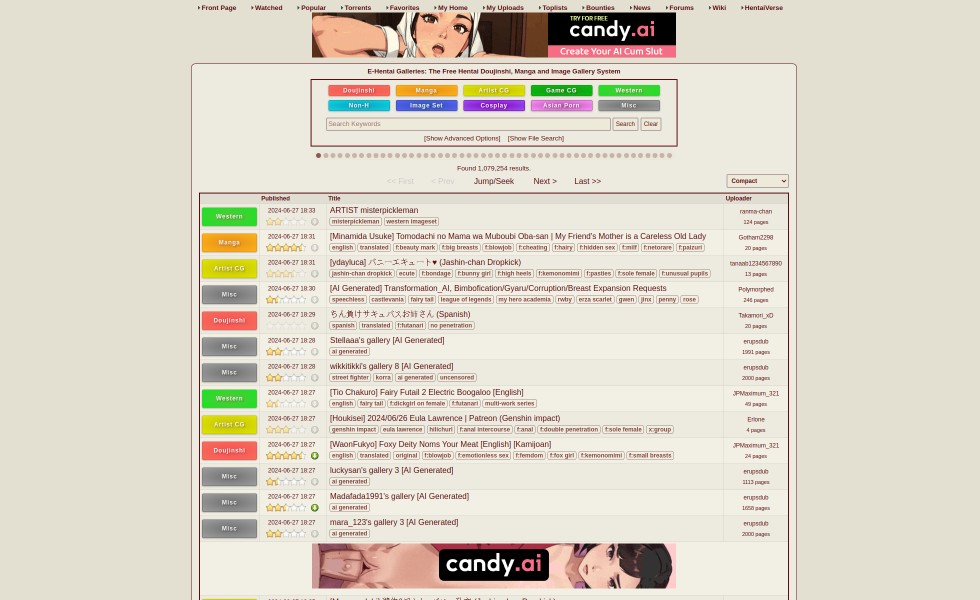 Front Page Watched Popular Torrents Favorites My Home My Uploads Toplists Bounties News Forums Wiki HentaiVerse
TRY FOR FREE
candy.ai
Create Your AI Cum Slut
E-Hentai Galleries: The Free Hentai Doujinshi, Manga and Image Gallery System
Doujinshi Manga Artist CG Game CG Western
Non-H Image Set Cosplay Asian Porn Misc
Search Keywords Search Clear
[Show Advanced Options] [Show File Search]
Found 1,079,254 results.
<< First < Prev Jump/Seek Next > Last >> Compact
Published Title Uploader
Western 2024-06-27 18:33 ARTIST misterpickleman ranma-chan
misterpickleman western imageset 124 pages
Manga 2024-06-27 18:31 [Minamida Usuke] Tomodachi no Mama wa Muboubi Oba-san | My Friend's Mother is a Careless Old Lady Gotham2298
english translated f:beauty mark f:big breasts f:blowjob f:cheating f:hairy f:hidden sex f:milf f:netorare f:paizuri 20 pages
Artist CG 2024-06-27 18:31 [ydayluca] バニーエキュート♥ (Jashin-chan Dropkick) tanaab1234567890
jashin-chan dropkick ecute f:bondage f:bunny girl f:high heels f:kemonomimi f:pasties f:sole female f:unusual pupils 13 pages
Misc 2024-06-27 18:30 [AI Generated] Transformation_AI, Bimbofication/Gyaru/Corruption/Breast Expansion Requests Polymorphed
speechless castlevania fairy tail league of legends my hero academia rwby erza scarlet gwen jinx penny rose 246 pages
Doujinshi 2024-06-27 18:29 ちん負けサキュバスお姉さん (Spanish) Takamori_xD
spanish translated f:futanari no penetration 20 pages
Misc 2024-06-27 18:28 Stellaaa's gallery [AI Generated] erupsdub
ai generated 1991 pages
Misc 2024-06-27 18:28 wikkitikki's gallery 8 [AI Generated] erupsdub
street fighter korra ai generated uncensored 2000 pages
Western 2024-06-27 18:27 [Tio Chakuro] Fairy Futail 2 Electric Boogaloo [English] JPMaximum_321
english fairy tail f:dickgirl on female f:futanari multi-work series 49 pages
Artist CG 2024-06-27 18:27 [Houkisei] 2024/06/26 Eula Lawrence | Patreon (Genshin impact) Erione
genshin impact eula lawrence hilichurl f:anal intercourse f:anal f:double penetration f:sole female x:group 4 pages
Doujinshi 2024-06-27 18:27 [WaonFukyo] Foxy Deity Noms Your Meat [English] [Kamijoan] JPMaximum_321
english translated original f:blowjob f:emotionless sex f:femdom f:fox girl f:kemonomimi f:small breasts 24 pages
Misc 2024-06-27 18:27 luckysan's gallery 3 [AI Generated] erupsdub
ai generated 1113 pages
Misc 2024-06-27 18:27 Madafada1991's gallery [AI Generated] erupsdub
ai generated 1658 pages
Misc 2024-06-27 18:27 mara_123's gallery 3 [AI Generated] erupsdub
ai generated 2000 pages
candy.ai